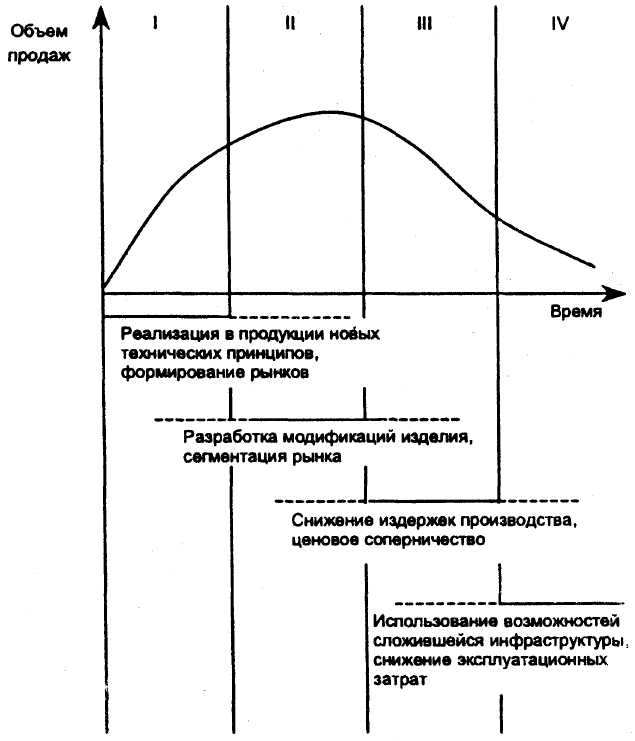 Объем
продаж
I
II
III
IV
Время
Реализация в продукции новых
технических принципов,
формирование рынков
Разработка модификаций изделия,
сегментация рынка
Снижение издержек производства,
ценовое соперничество
Использование возможностей
сложившейся инфраструктуры,
снижение эксплуатационных
затрат